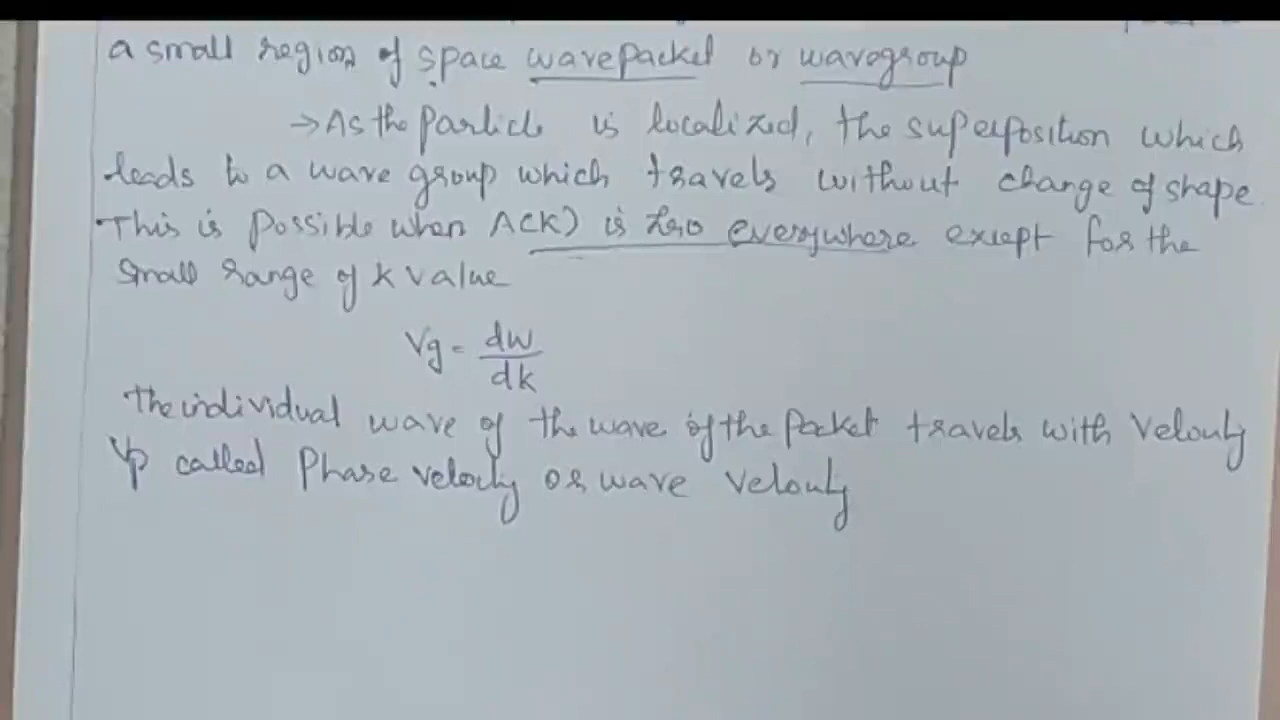 a small region of space wavepacket or wavegroup
→ As the particle is localized, the superposition which
leads to a wave group which travels without change of shape.
This is possible when A(K) is zero everywhere except for the
small range of k value
Vg = dw/dk
The individual wave of the wave of the packet travels with velocity
Vp called Phase velocity or wave velocity